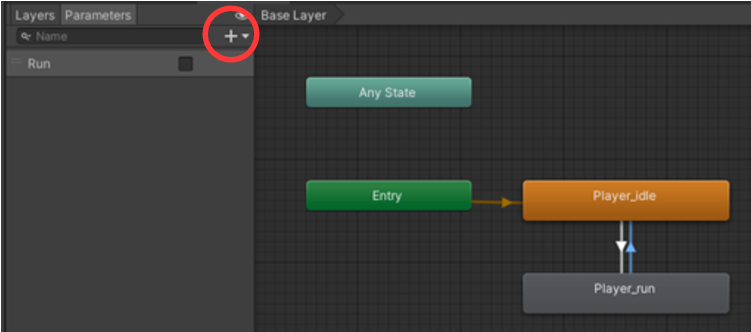 Layers Parameters
Name
Run
Base Layer
Any State
Entry
Player_idle
Player_run